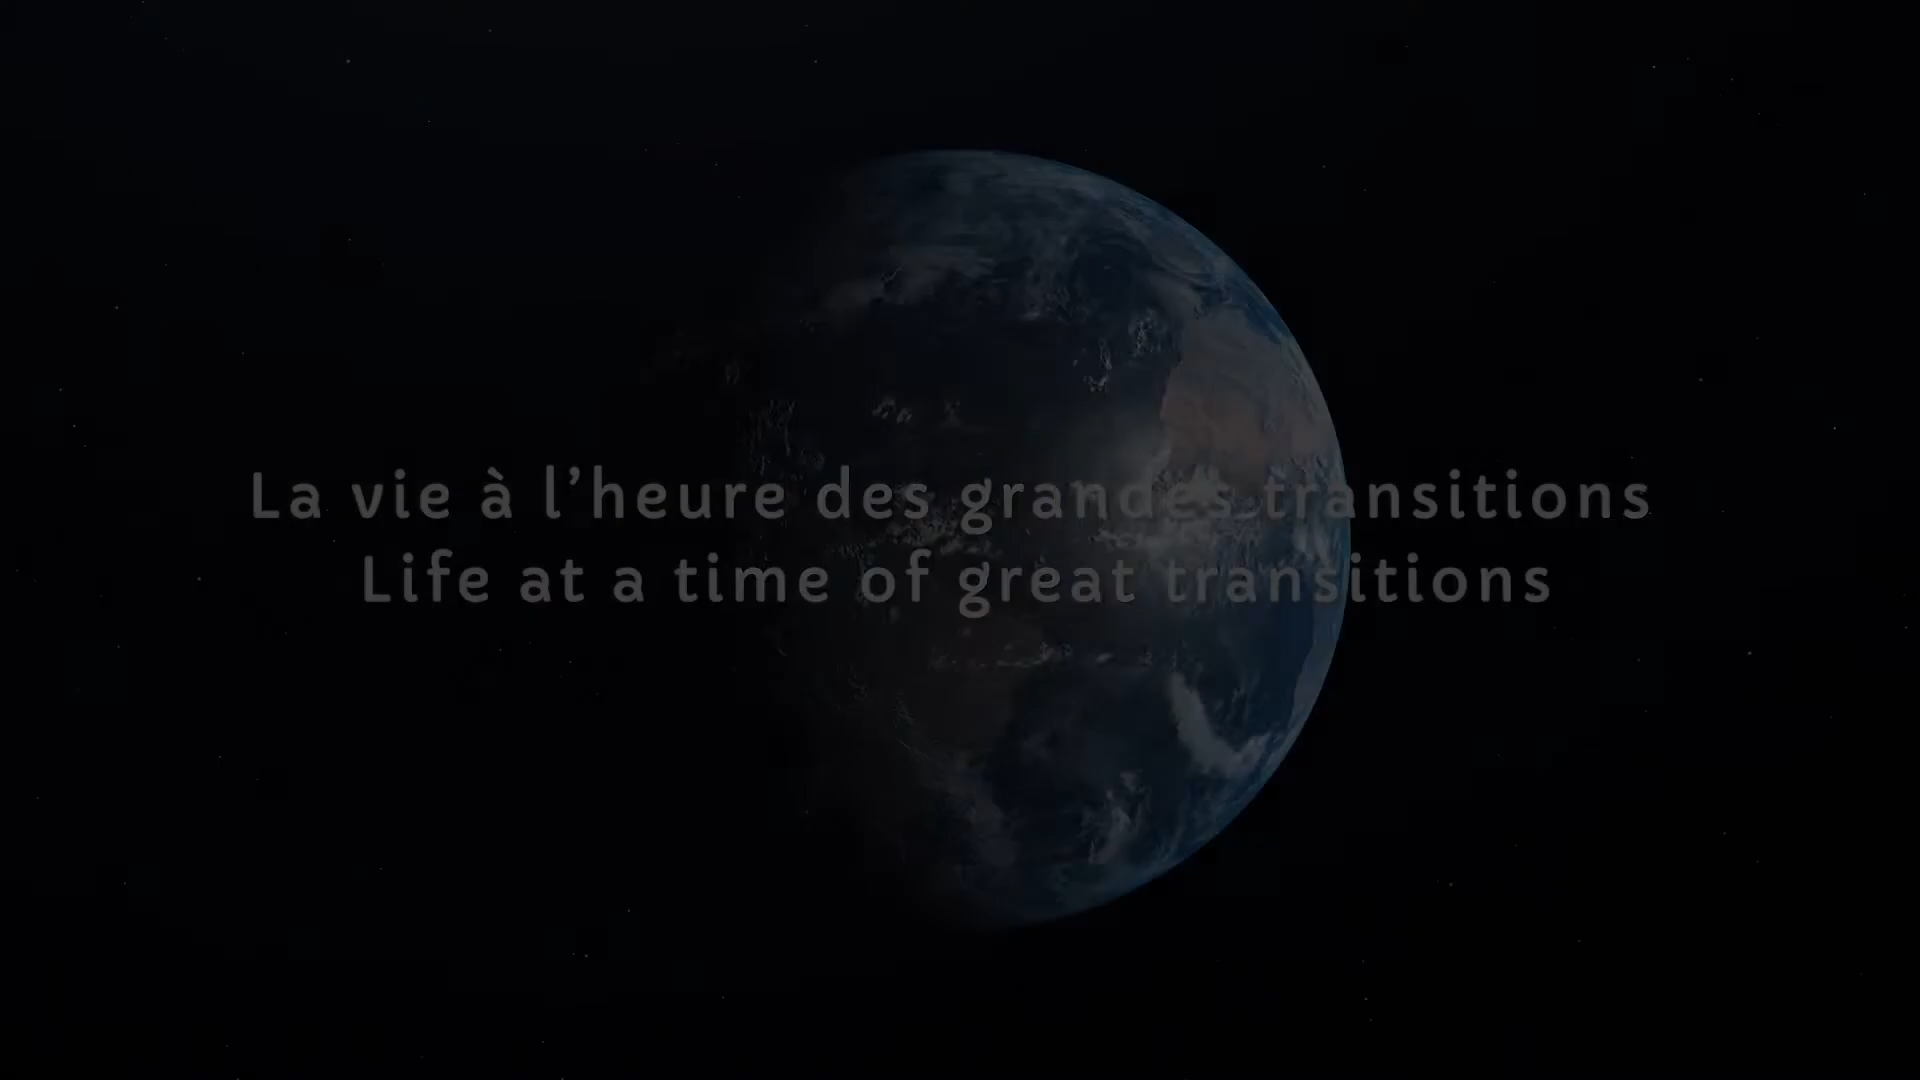 La vie à l’heure des grandes transitions
Life at a time of great transitions